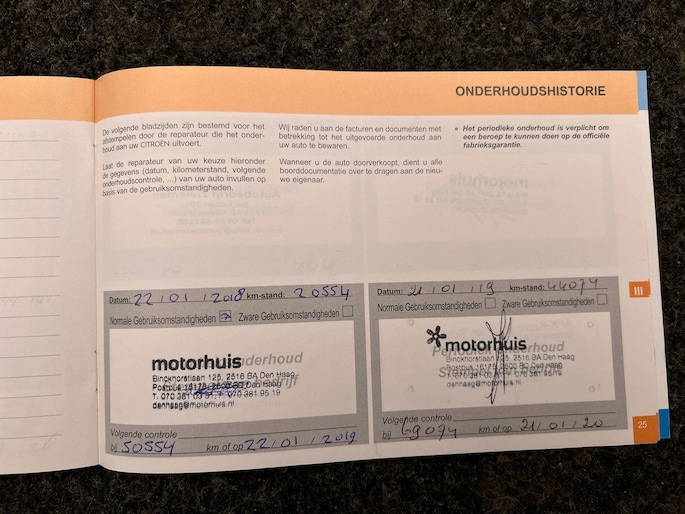 ONDERHOUDSHISTORIE
De volgende bladzijden zijn bestemd voor het
afstempelen door de reparateur die het onder-
houd aan uw CITROËN uitvoert.
Laat de reparateur van uw keuze hieronder
de gegevens (datum, kilometerstand, volgende
onderhoudscontrole, ...) van uw auto invullen op
basis van de gebruiksomstandigheden.
Wij raden u aan de facturen en documenten met
betrekking tot het uitgevoerde onderhoud aan
uw auto te bewaren.
Wanneer u de auto doorverkoopt, dient u alle
boorddocumentatie over te dragen aan de nieu-
we eigenaar.
• Het periodieke onderhoud is verplicht om
een beroep te kunnen doen op de officiële
fabrieksgarantie.
Datum: 22 / 01 / 2018 km-stand: 20554
Normale Gebruiksomstandigheden Zware Gebruiksomstandigheden
motorhuis
Binckhorstlaan 125, 2516 BA Den Haag
Den Haag
T. 070 381 95 19
denhaag@motorhuis.nl
Volgende controle
bij 50554 km of op 22 / 01 / 2019
Datum: 21 / 01 / 19 km-stand: 44074
Normale Gebruiksomstandigheden Zware Gebruiksomstandigheden
motorhuis
Periodiek onderhoud
Binckhorstlaan 125, 2516 BA Den Haag
Den Haag
381 95 19
denhaag@motorhuis.nl
Volgende controle
bij 69074 km of op 21 / 01 / 20
III
25